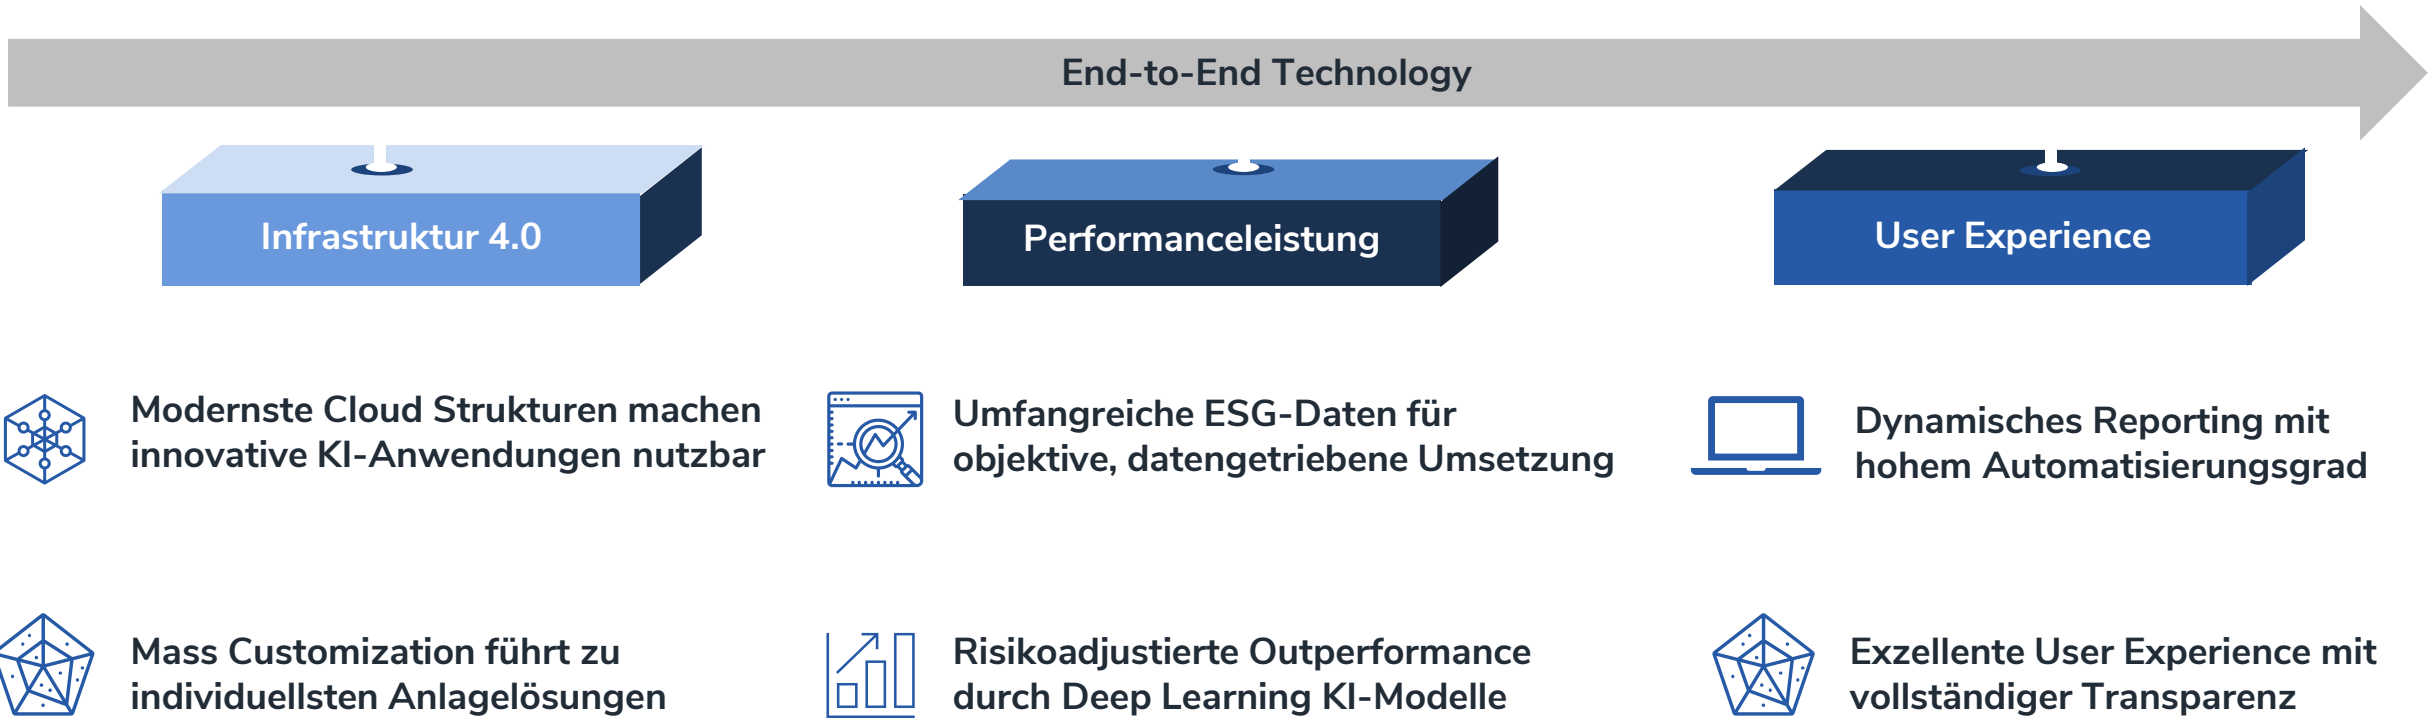 End-to-End Technology
Infrastruktur 4.0
Performanceleistung
User Experience
Modernste Cloud Strukturen machen
innovative KI-Anwendungen nutzbar
Umfangreiche ESG-Daten für
objektive, datengetriebene Umsetzung
Dynamisches Reporting mit
hohem Automatisierungsgrad
Mass Customization führt zu
individuellsten Anlagelösungen
Risikoadjustierte Outperformance
durch Deep Learning KI-Modelle
Exzellente User Experience mit
vollständiger Transparenz